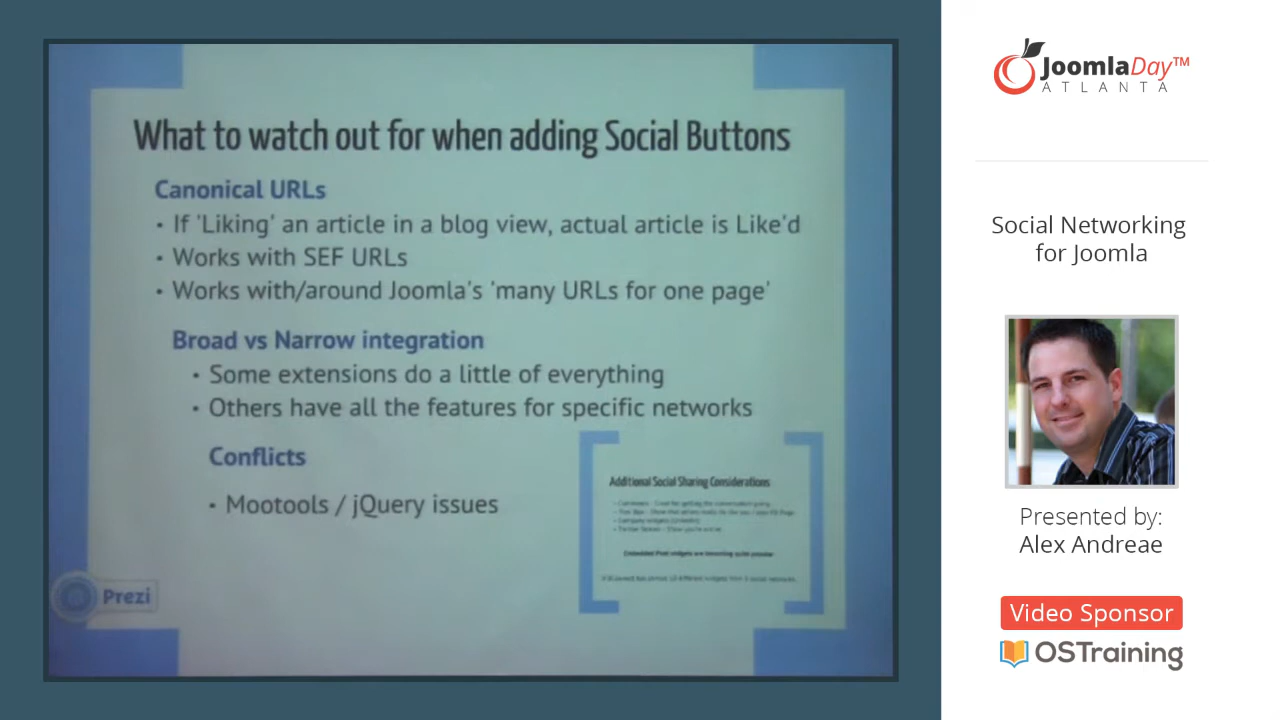 What to watch out for when adding Social Buttons
Canonical URLs
• If 'Liking' an article in a blog view, actual article is Like'd
• Works with SEF URLs
• Works with/around Joomla's 'many URLs for one page'
Broad vs Narrow integration
• Some extensions do a little of everything
• Others have all the features for specific networks
Conflicts
• Mootools / jQuery issues
Additional Social Sharing Considerations
Prezi
JoomlaDay™
ATLANTA
Social Networking
for Joomla
Presented by:
Alex Andreae
Video Sponsor
OSTraining